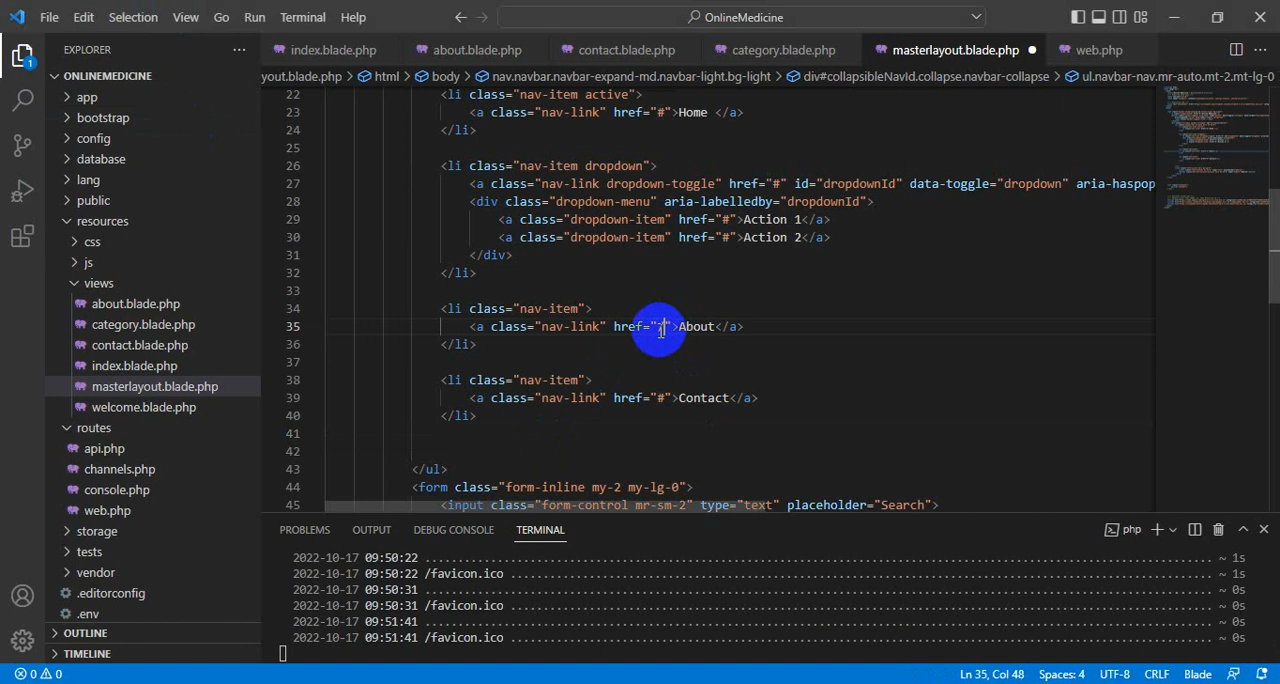 File Edit Selection View Go Run Terminal Help OnlineMedicine
EXPLORER index.blade.php about.blade.php contact.blade.php category.blade.php masterlayout.blade.php web.php
ONLINEMEDICINE yout.blade.php > html > body > nav.navbar.navbar-expand-md.navbar-light.bg-light > div#collapsibleNavId.collapse.navbar-collapse > ul.navbar-nav.mr-auto.mt-2.mt-lg-0
app
bootstrap
config
database
lang
public
resources
css
js
views
about.blade.php
category.blade.php
contact.blade.php
index.blade.php
masterlayout.blade.php
welcome.blade.php
routes
api.php
channels.php
console.php
web.php
storage
tests
vendor
.editorconfig
.env
OUTLINE
TIMELINE
22 <li class="nav-item active">
23 <a class="nav-link" href="#">Home </a>
24 </li>
25
26 <li class="nav-item dropdown">
27 <a class="nav-link dropdown-toggle" href="#" id="dropdownId" data-toggle="dropdown" aria-haspop
28 <div class="dropdown-menu" aria-labelledby="dropdownId">
29 <a class="dropdown-item" href="#">Action 1</a>
30 <a class="dropdown-item" href="#">Action 2</a>
31 </div>
32 </li>
33
34 <li class="nav-item">
35 <a class="nav-link" href="/">About</a>
36 </li>
37
38 <li class="nav-item">
39 <a class="nav-link" href="#">Contact</a>
40 </li>
41
42
43 </ul>
44 <form class="form-inline my-2 my-lg-0">
45 <input class="form-control mr-sm-2" type="text" placeholder="Search">
PROBLEMS OUTPUT DEBUG CONSOLE TERMINAL php
2022-10-17 09:50:22 ........ ~ 1s
2022-10-17 09:50:22 /favicon.ico ........ ~ 1s
2022-10-17 09:50:31 ........ ~ 0s
2022-10-17 09:50:31 /favicon.ico ........ ~ 0s
2022-10-17 09:51:41 ........ ~ 0s
2022-10-17 09:51:41 /favicon.ico ........ ~ 0s
0 0 Ln 35, Col 48 Spaces: 4 UTF-8 CRLF Blade